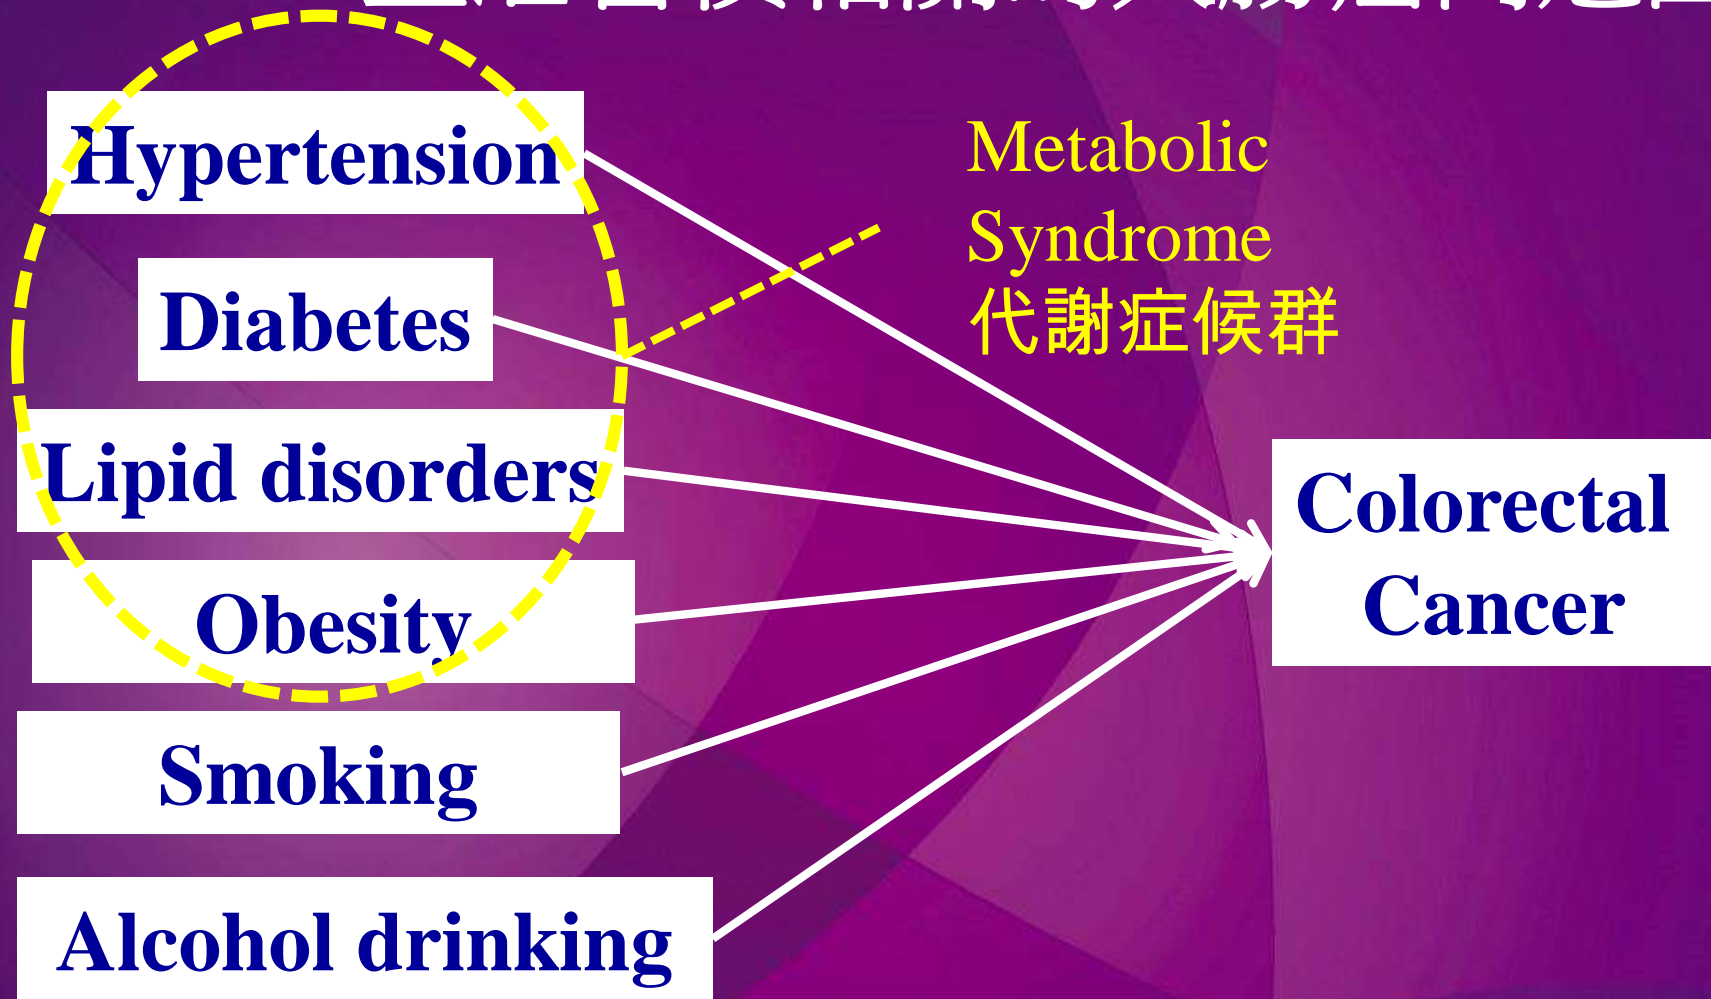 Hypertension
Metabolic
Syndrome
代謝症候群
Diabetes
Lipid disorders
Obesity
Smoking
Alcohol drinking
Colorectal
Cancer